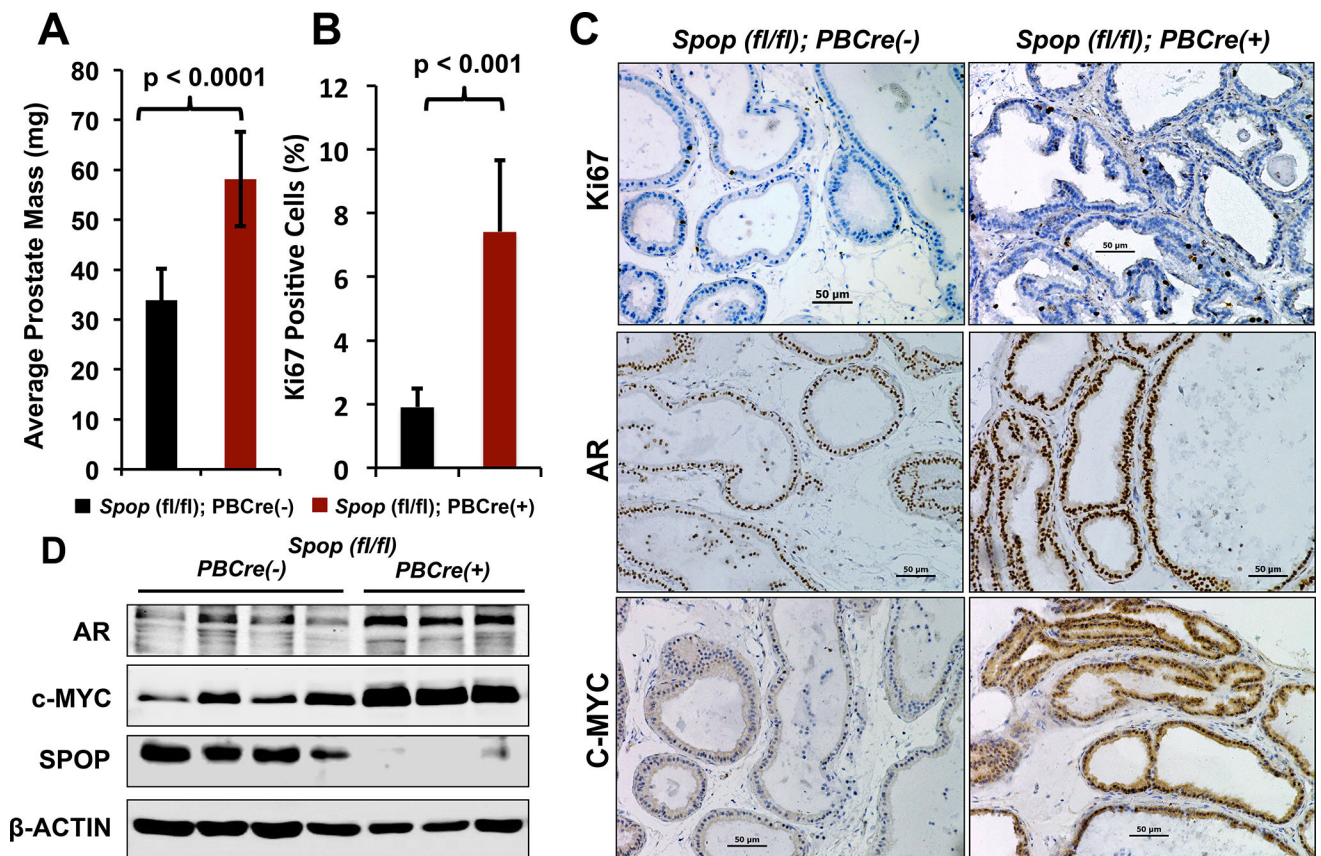 A
p < 0.0001
Average Prostate Mass (mg)
80
70
60
50
40
30
20
10
0
B
p < 0.001
Ki67 Positive Cells (%)
12
10
8
6
4
2
0
Spop (fl/fl); PBCre(-)
Spop (fl/fl); PBCre(+)
C
Spop (fl/fl); PBCre(-)
Spop (fl/fl); PBCre(+)
Ki67
50 µm
50 µm
AR
50 µm
50 µm
C-MYC
50 µm
50 µm
D
Spop (fl/fl)
PBCre(-)
PBCre(+)
AR
c-MYC
SPOP
β-ACTIN